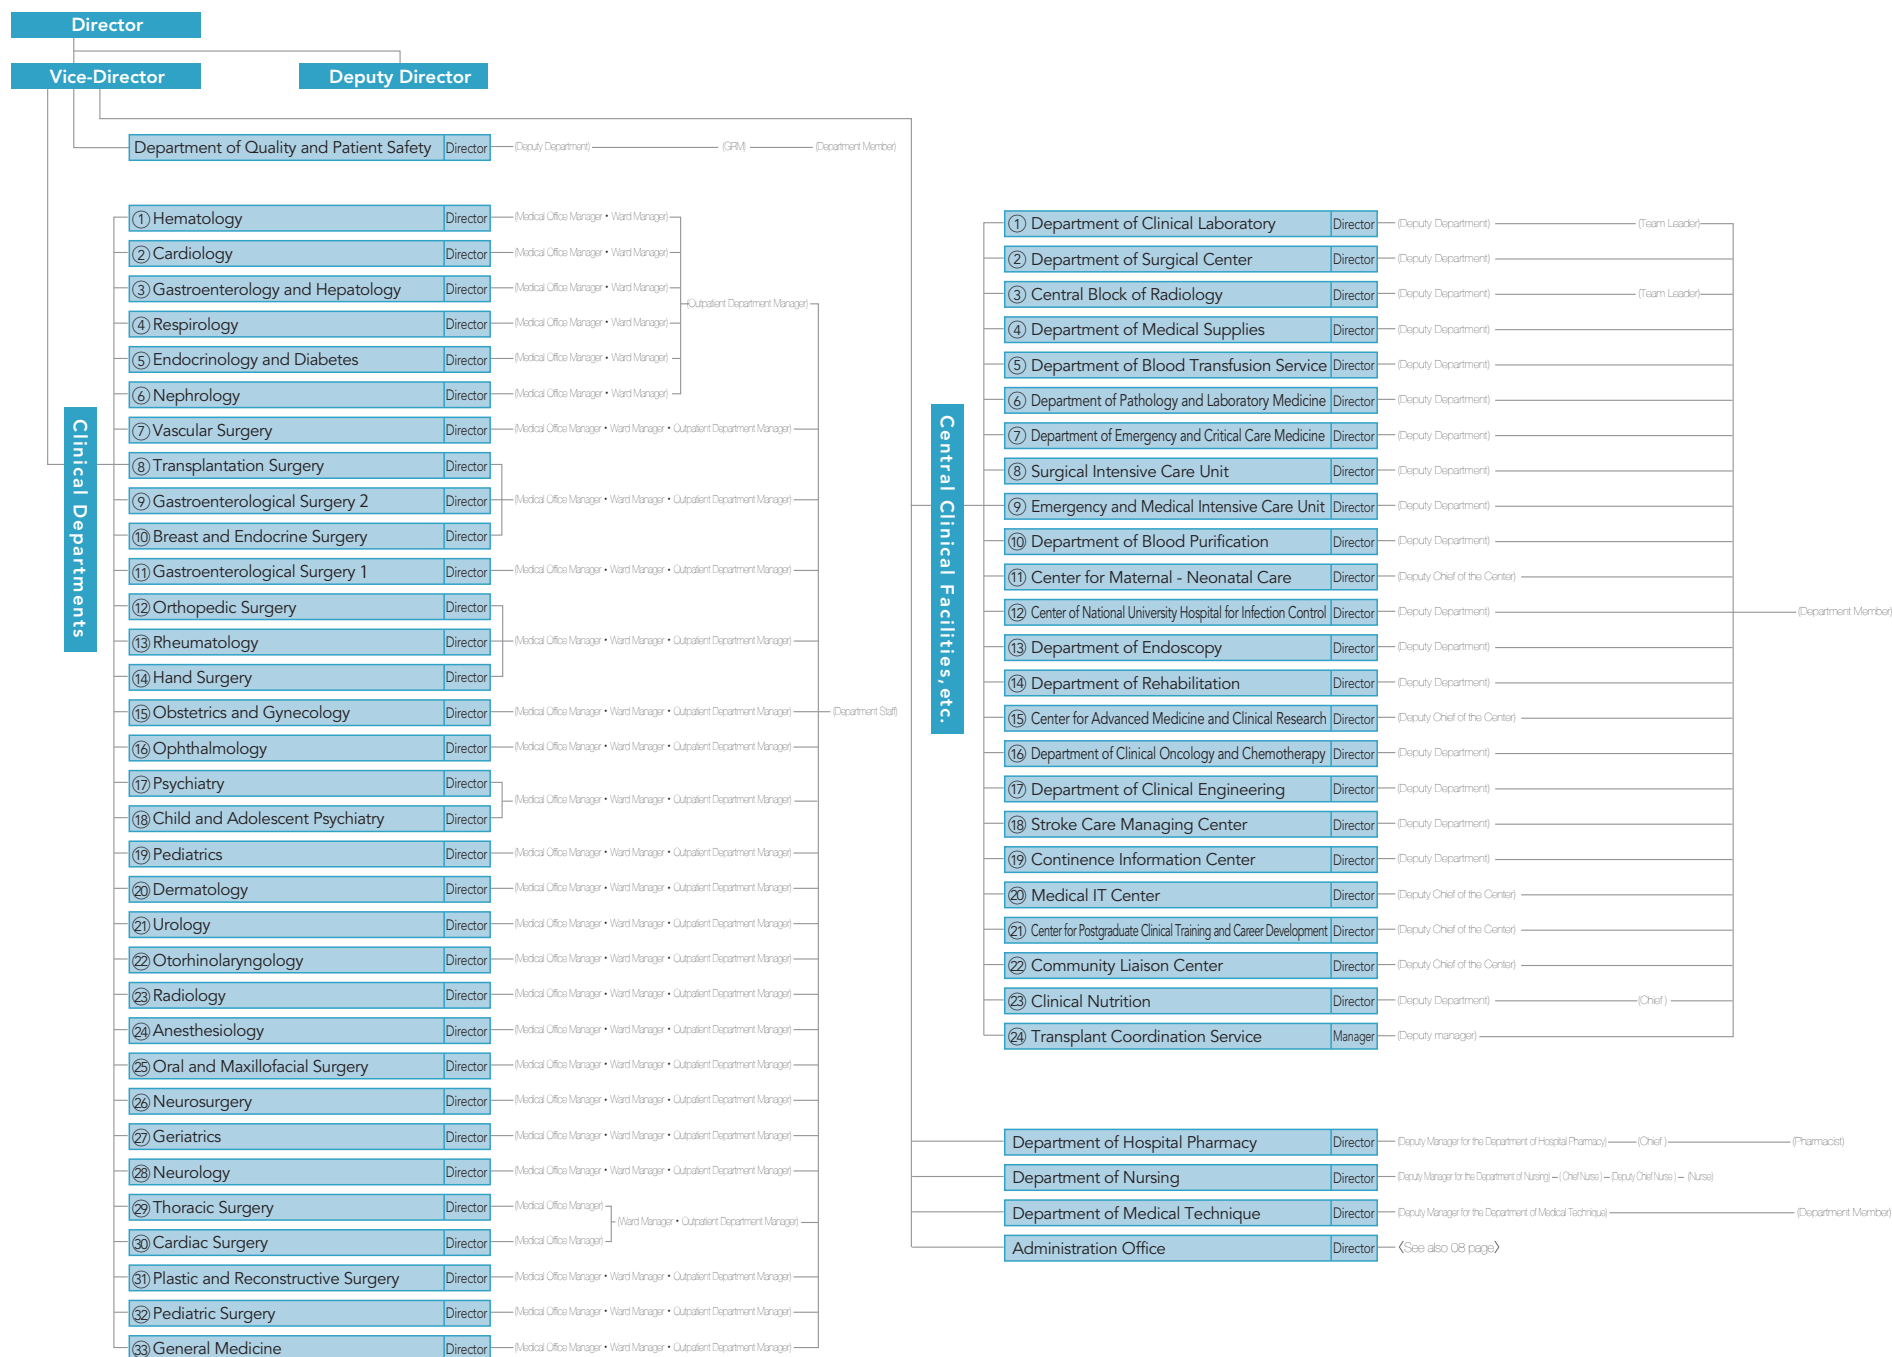 Director
Vice-Director
Deputy Director
Department of Quality and Patient Safety Director (Deputy Department) (GRM) (Department Member)
Clinical Departments
① Hematology Director (Medical Office Manager・Ward Manager)
② Cardiology Director (Medical Office Manager・Ward Manager)
③ Gastroenterology and Hepatology Director (Medical Office Manager・Ward Manager)
(Outpatient Department Manager)
④ Respirology Director (Medical Office Manager・Ward Manager)
⑤ Endocrinology and Diabetes Director (Medical Office Manager・Ward Manager)
⑥ Nephrology Director (Medical Office Manager・Ward Manager)
⑦ Vascular Surgery Director (Medical Office Manager・Ward Manager・Outpatient Department Manager)
⑧ Transplantation Surgery Director
⑨ Gastroenterological Surgery 2 Director (Medical Office Manager・Ward Manager・Outpatient Department Manager)
⑩ Breast and Endocrine Surgery Director
⑪ Gastroenterological Surgery 1 Director (Medical Office Manager・Ward Manager・Outpatient Department Manager)
⑫ Orthopedic Surgery Director
⑬ Rheumatology Director (Medical Office Manager・Ward Manager・Outpatient Department Manager)
⑭ Hand Surgery Director
⑮ Obstetrics and Gynecology Director (Medical Office Manager・Ward Manager・Outpatient Department Manager) (Department Staff)
⑯ Ophthalmology Director (Medical Office Manager・Ward Manager・Outpatient Department Manager)
⑰ Psychiatry Director
(Medical Office Manager・Ward Manager・Outpatient Department Manager)
⑱ Child and Adolescent Psychiatry Director
⑲ Pediatrics Director (Medical Office Manager・Ward Manager・Outpatient Department Manager)
⑳ Dermatology Director (Medical Office Manager・Ward Manager・Outpatient Department Manager)
㉑ Urology Director (Medical Office Manager・Ward Manager・Outpatient Department Manager)
㉒ Otorhinolaryngology Director (Medical Office Manager・Ward Manager・Outpatient Department Manager)
㉓ Radiology Director (Medical Office Manager・Ward Manager・Outpatient Department Manager)
㉔ Anesthesiology Director (Medical Office Manager・Ward Manager・Outpatient Department Manager)
㉕ Oral and Maxillofacial Surgery Director (Medical Office Manager・Ward Manager・Outpatient Department Manager)
㉖ Neurosurgery Director (Medical Office Manager・Ward Manager・Outpatient Department Manager)
㉗ Geriatrics Director (Medical Office Manager・Ward Manager・Outpatient Department Manager)
㉘ Neurology Director (Medical Office Manager・Ward Manager・Outpatient Department Manager)
㉙ Thoracic Surgery Director (Medical Office Manager)
(Ward Manager・Outpatient Department Manager)
㉚ Cardiac Surgery Director (Medical Office Manager)
㉛ Plastic and Reconstructive Surgery Director (Medical Office Manager・Ward Manager・Outpatient Department Manager)
㉜ Pediatric Surgery Director (Medical Office Manager・Ward Manager・Outpatient Department Manager)
㉝ General Medicine Director (Medical Office Manager・Ward Manager・Outpatient Department Manager)
Central Clinical Facilities, etc.
① Department of Clinical Laboratory Director (Deputy Department) (Team Leader)
② Department of Surgical Center Director (Deputy Department)
③ Central Block of Radiology Director (Deputy Department) (Team Leader)
④ Department of Medical Supplies Director (Deputy Department)
⑤ Department of Blood Transfusion Service Director (Deputy Department)
⑥ Department of Pathology and Laboratory Medicine Director (Deputy Department)
⑦ Department of Emergency and Critical Care Medicine Director (Deputy Department)
⑧ Surgical Intensive Care Unit Director (Deputy Department)
⑨ Emergency and Medical Intensive Care Unit Director (Deputy Department)
⑩ Department of Blood Purification Director (Deputy Department)
⑪ Center for Maternal - Neonatal Care Director (Deputy Chief of the Center)
⑫ Center of National University Hospital for Infection Control Director (Deputy Department) (Department Member)
⑬ Department of Endoscopy Director (Deputy Department)
⑭ Department of Rehabilitation Director (Deputy Department)
⑮ Center for Advanced Medicine and Clinical Research Director (Deputy Chief of the Center)
⑯ Department of Clinical Oncology and Chemotherapy Director (Deputy Department)
⑰ Department of Clinical Engineering Director (Deputy Department)
⑱ Stroke Care Managing Center Director (Deputy Department)
⑲ Continence Information Center Director (Deputy Department)
⑳ Medical IT Center Director (Deputy Chief of the Center)
㉑ Center for Postgraduate Clinical Training and Career Development Director (Deputy Chief of the Center)
㉒ Community Liaison Center Director (Deputy Chief of the Center)
㉓ Clinical Nutrition Director (Deputy Department) (Chief)
㉔ Transplant Coordination Service Manager (Deputy manager)
Department of Hospital Pharmacy Director (Deputy Manager for the Department of Hospital Pharmacy) (Chief) (Pharmacist)
Department of Nursing Director (Deputy Manager for the Department of Nursing) (Chief Nurse) (Deputy Chief Nurse) (Nurse)
Department of Medical Technique Director (Deputy Manager for the Department of Medical Technique) (Department Member)
Administration Office Director 〈See also 08 page〉